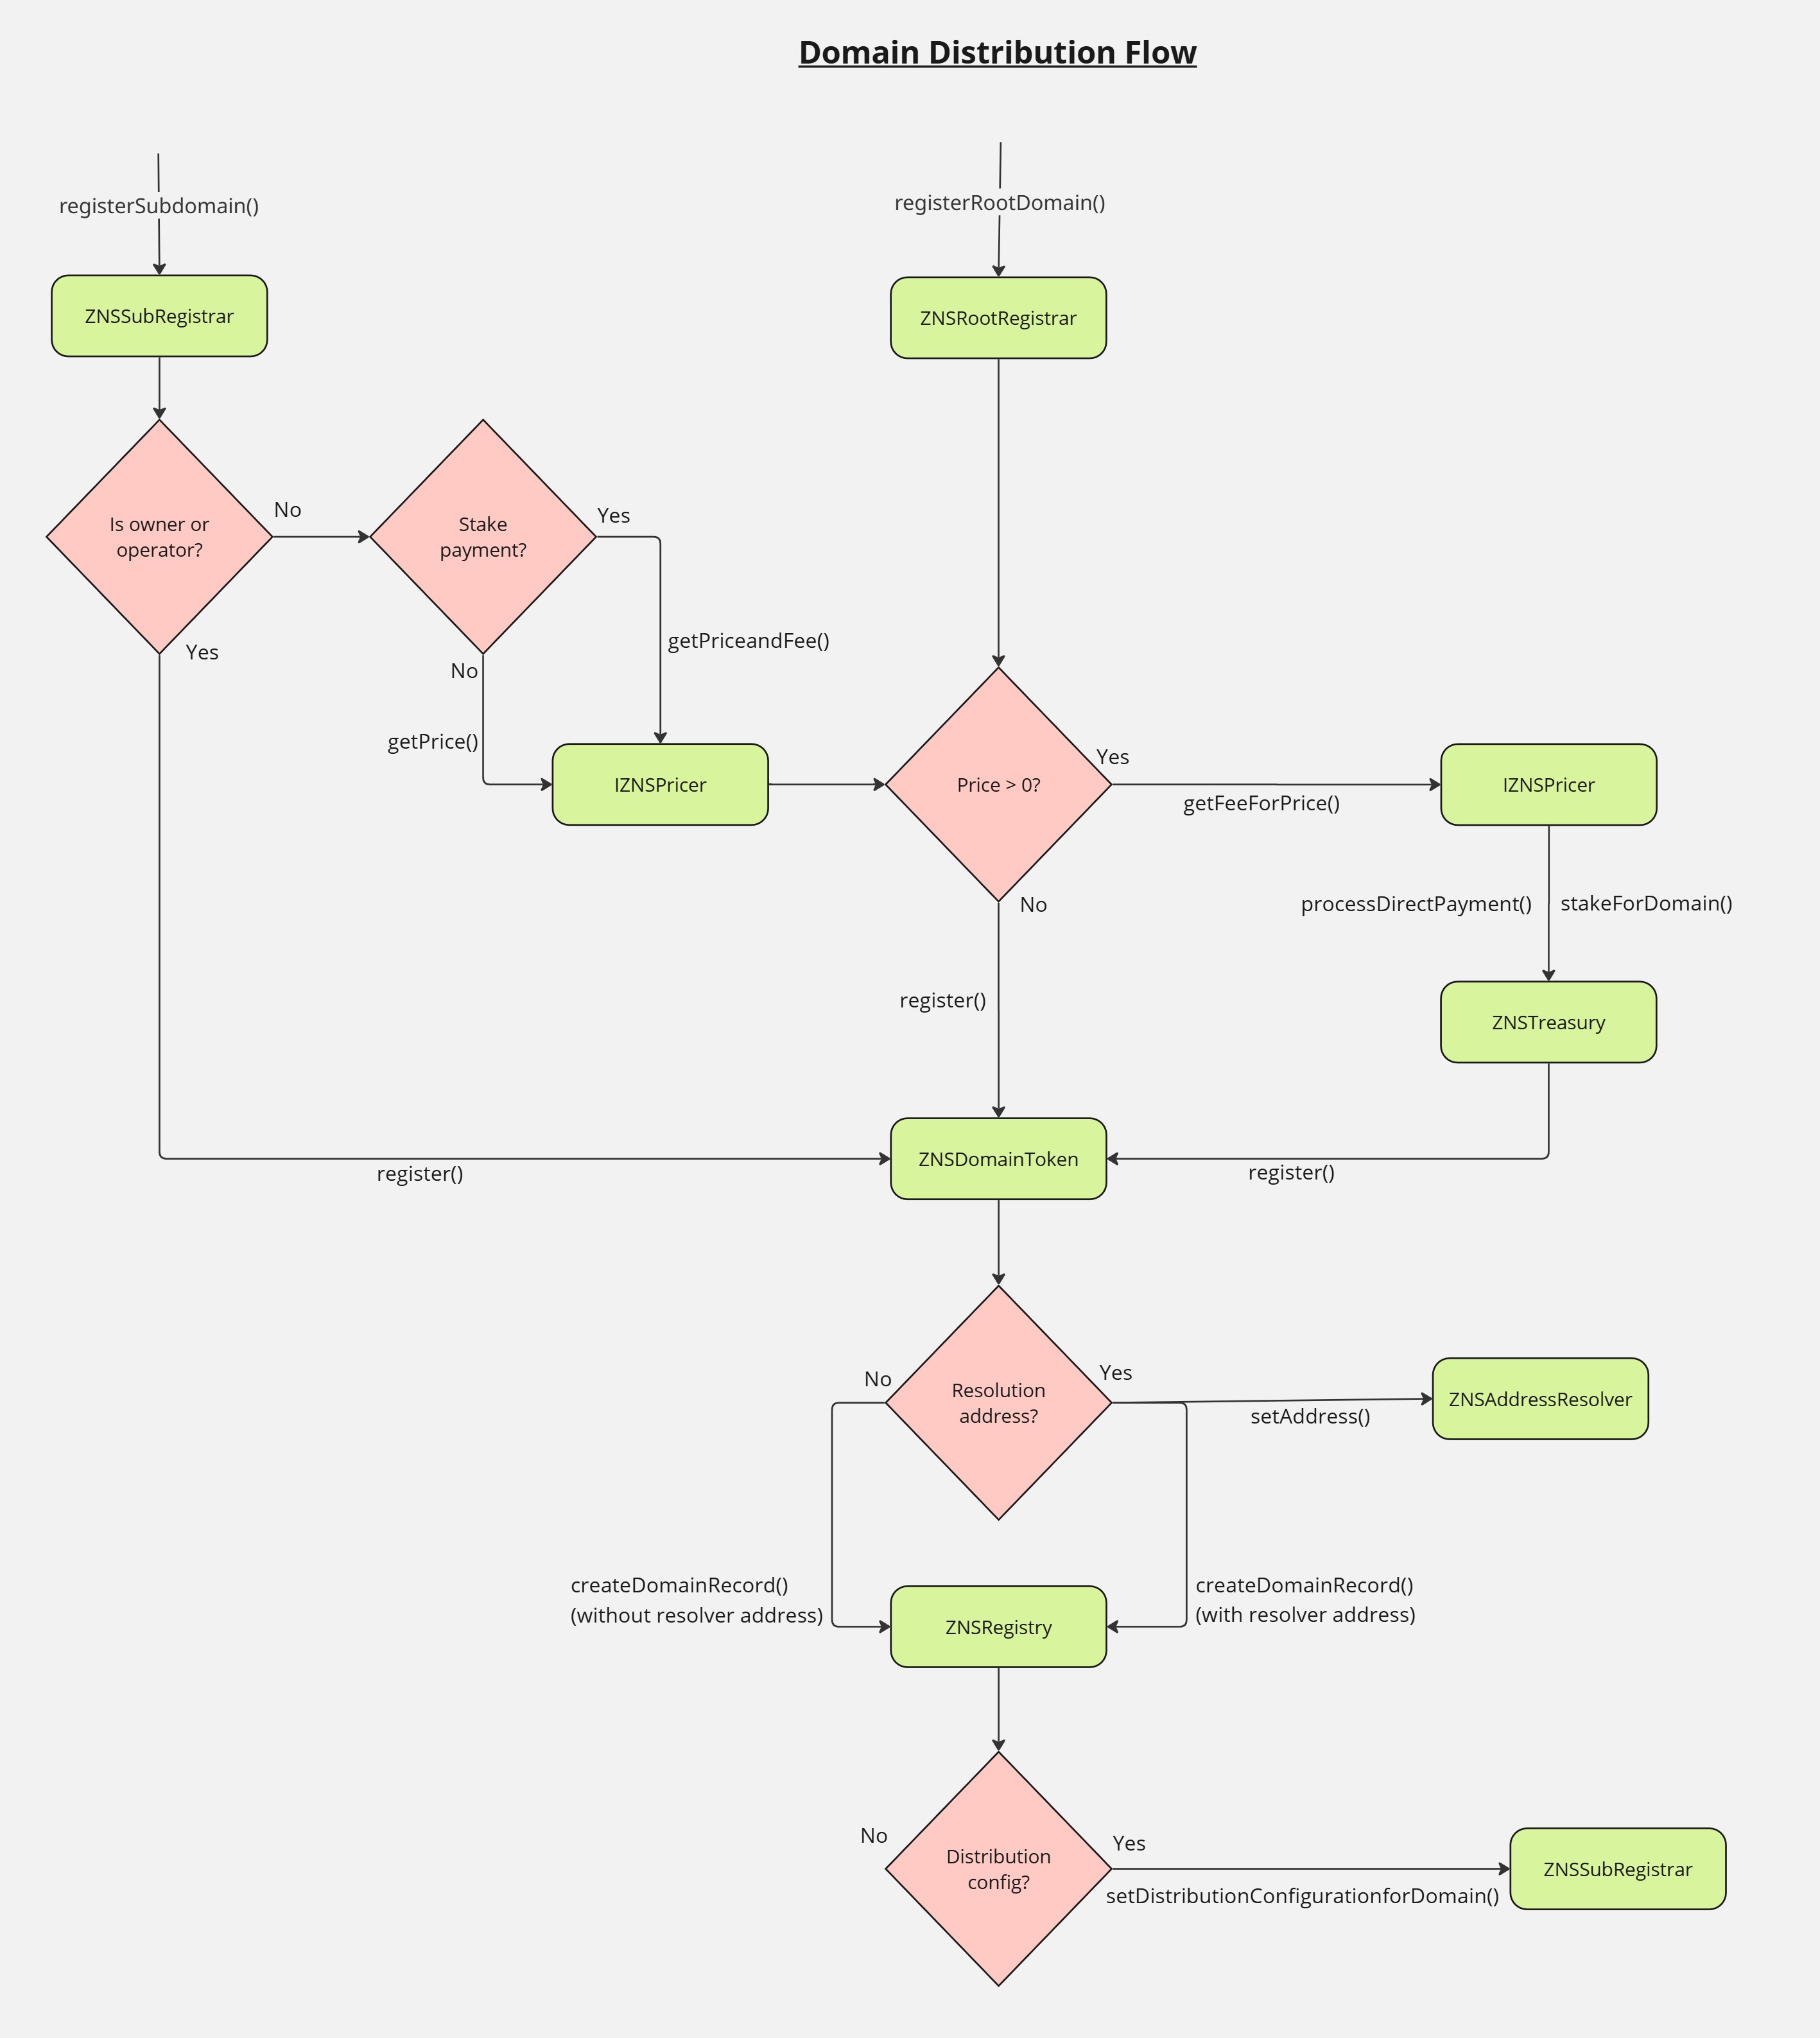 Domain Distribution Flow
registerSubdomain()
registerRootDomain()
ZNSSubRegistrar
ZNSRootRegistrar
Is owner or
operator?
No
Yes
Stake
payment?
Yes
getPriceandFee()
No
getPrice()
IZNSPricer
Price > 0?
Yes
getFeeForPrice()
IZNSPricer
No
processDirectPayment()
stakeForDomain()
register()
ZNSTreasury
register()
ZNSDomainToken
register()
Resolution
address?
No
Yes
setAddress()
ZNSAddressResolver
createDomainRecord()
(without resolver address)
ZNSRegistry
createDomainRecord()
(with resolver address)
Distribution
config?
No
Yes
setDistributionConfigurationforDomain()
ZNSSubRegistrar